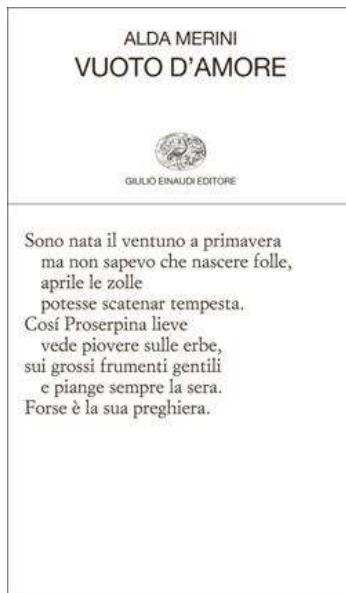 ALDA MERINI
VUOTO D'AMORE
GIULIO EINAUDI EDITORE
Sono nata il ventuno a primavera
ma non sapevo che nascere folle,
aprile le zolle
potesse scatenar tempesta.
Cosí Proserpina lieve
vede piovere sulle erbe,
sui grossi frumenti gentili
e piange sempre la sera.
Forse è la sua preghiera.